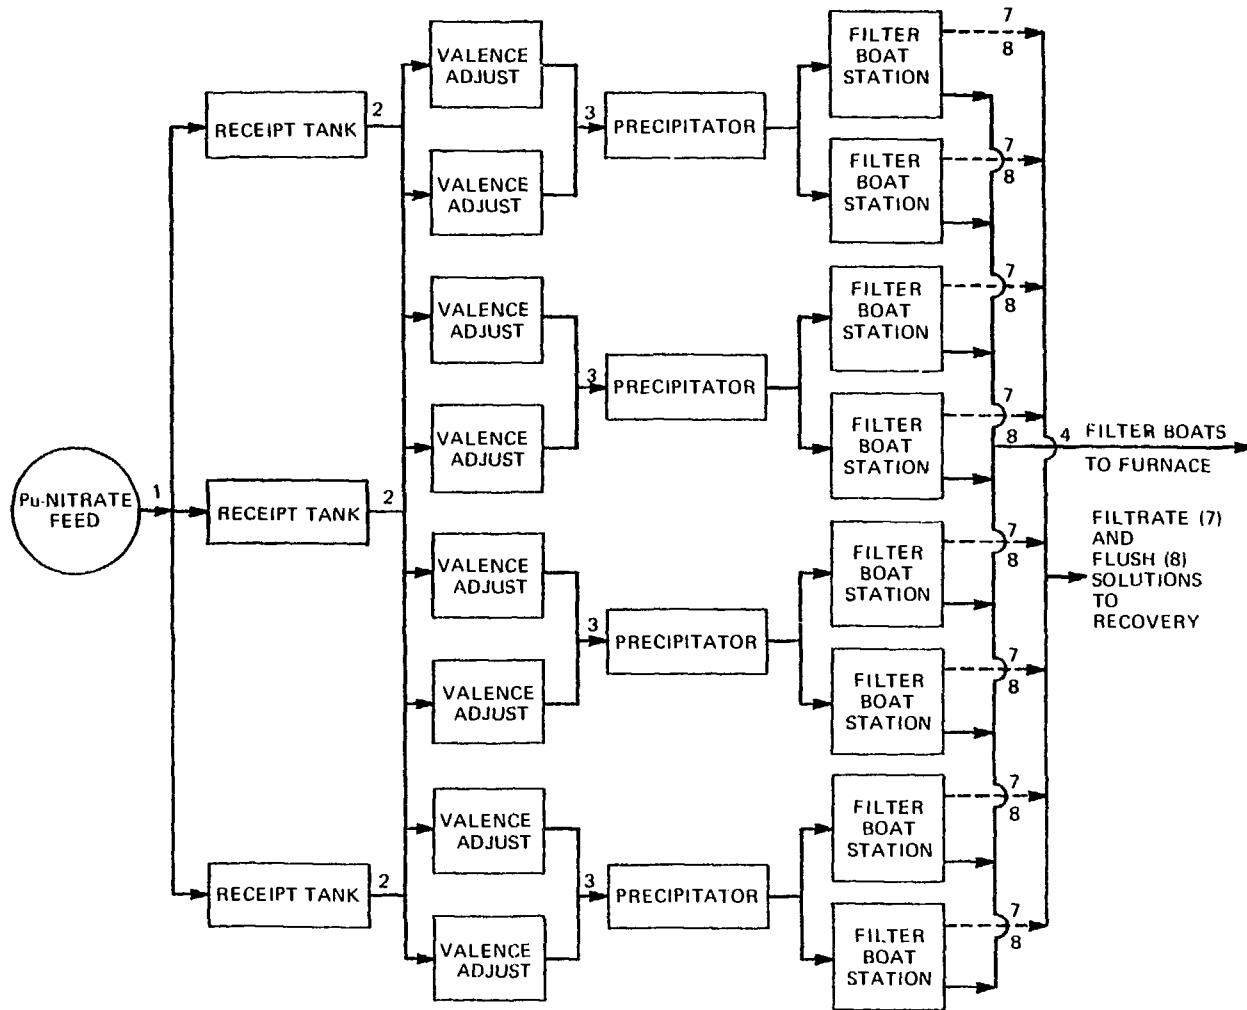 Pu-NITRATE
FEED
1
RECEIPT TANK
2
RECEIPT TANK
2
RECEIPT TANK
2
VALENCE
ADJUST
VALENCE
ADJUST
VALENCE
ADJUST
VALENCE
ADJUST
VALENCE
ADJUST
VALENCE
ADJUST
VALENCE
ADJUST
VALENCE
ADJUST
3
PRECIPITATOR
3
PRECIPITATOR
3
PRECIPITATOR
3
PRECIPITATOR
FILTER
BOAT
STATION
7
8
FILTER
BOAT
STATION
7
8
FILTER
BOAT
STATION
7
8
FILTER
BOAT
STATION
7
8
FILTER
BOAT
STATION
7
8
FILTER
BOAT
STATION
7
8
FILTER
BOAT
STATION
7
8
FILTER
BOAT
STATION
7
8
4 FILTER BOATS
TO FURNACE
FILTRATE (7)
AND
FLUSH (8)
SOLUTIONS
TO
RECOVERY